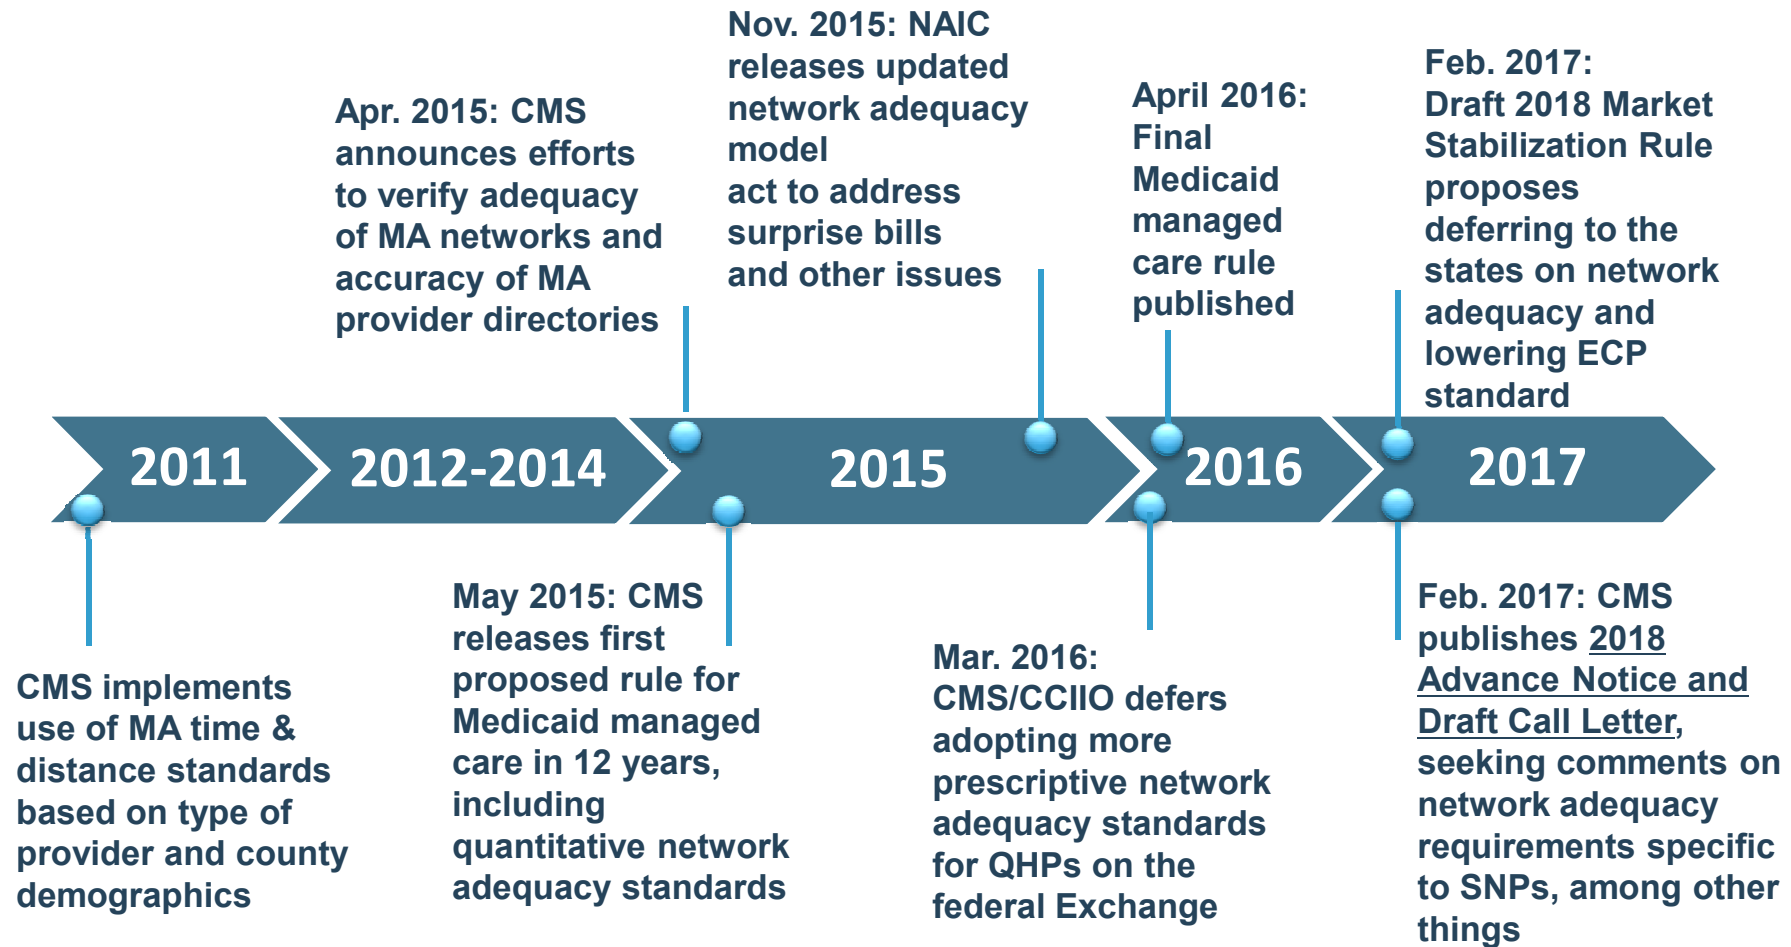 Nov. 2015: NAIC
releases updated
network adequacy
model
act to address
surprise bills
and other issues
Apr. 2015: CMS
announces efforts
to verify adequacy
of MA networks and
accuracy of MA
provider directories
April 2016:
Final
Medicaid
managed
care rule
published
Feb. 2017:
Draft 2018 Market
Stabilization Rule
proposes
deferring to the
states on network
adequacy and
lowering ECP
standard
2011
2012-2014
2015
2016
2017
CMS implements
use of MA time &
distance standards
based on type of
provider and county
demographics
May 2015: CMS
releases first
proposed rule for
Medicaid managed
care in 12 years,
including
quantitative network
adequacy standards
Mar. 2016:
CMS/CCIIO defers
adopting more
prescriptive network
adequacy standards
for QHPs on the
federal Exchange
Feb. 2017: CMS
publishes 2018
Advance Notice and
Draft Call Letter,
seeking comments on
network adequacy
requirements specific
to SNPs, among other
things